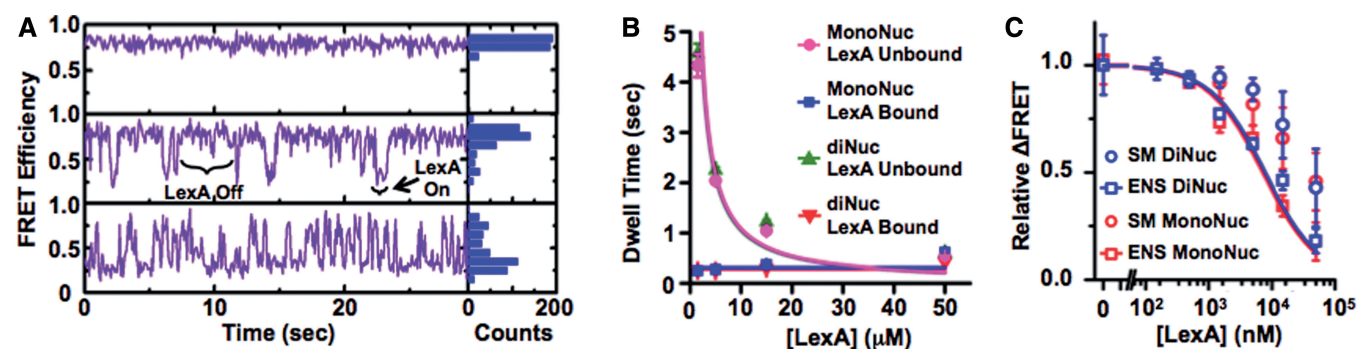 A
1.0
0.5
1.0
0.5
1.0
0.5
0
FRET Efficiency
LexA Off
LexA
On
0
10
20
0
200
Time (sec)
Counts
B
5
4
3
2
1
0
Dwell Time (sec)
0
10
20
30
40
50
[LexA] (μM)
MonoNuc
LexA Unbound
MonoNuc
LexA Bound
diNuc
LexA Unbound
diNuc
LexA Bound
C
1.0
0.5
0.0
Relative ΔFRET
SM DiNuc
ENS DiNuc
SM MonoNuc
ENS MonoNuc
0
10²
10³
10⁴
10⁵
[LexA] (nM)